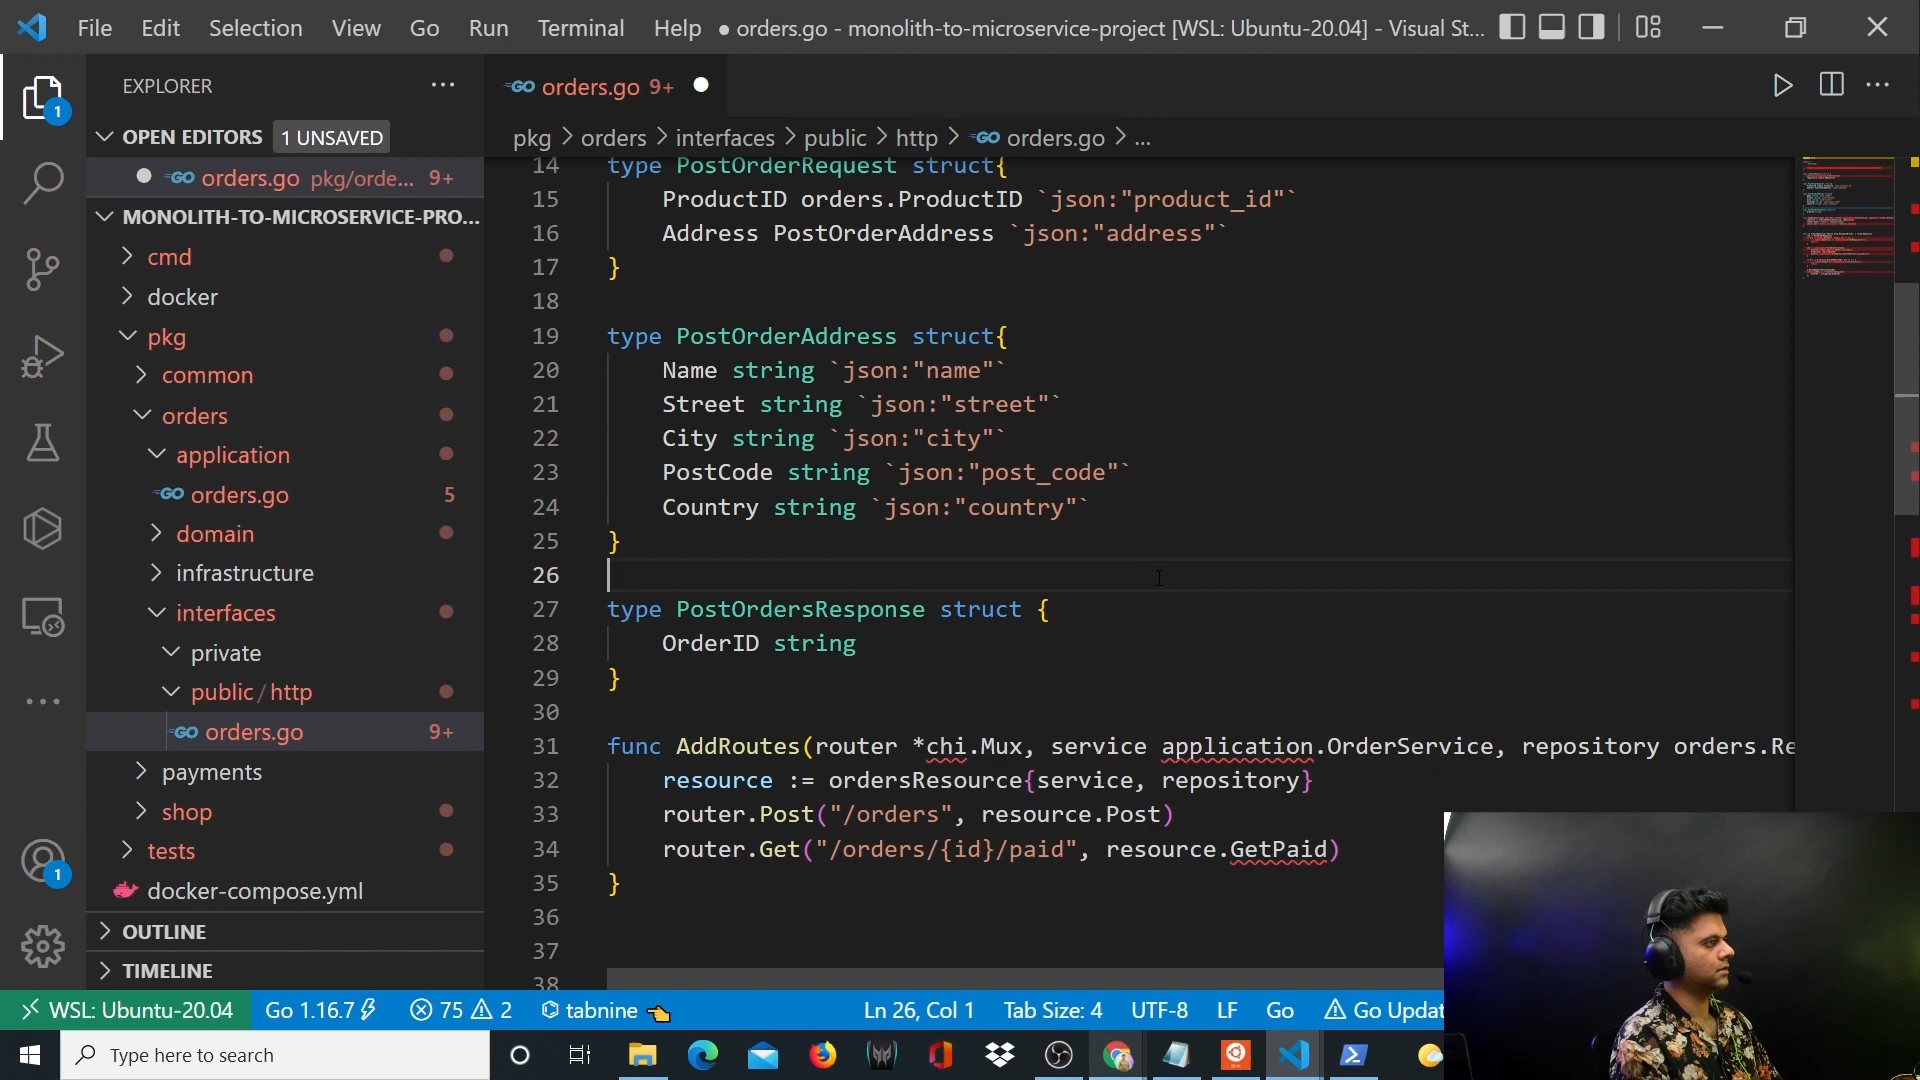 File Edit Selection View Go Run Terminal Help
● orders.go - monolith-to-microservice-project [WSL: Ubuntu-20.04] - Visual St...
EXPLORER
OPEN EDITORS 1 UNSAVED
orders.go pkg/orde... 9+
MONOLITH-TO-MICROSERVICE-PRO...
cmd
docker
pkg
common
orders
application
orders.go 5
domain
infrastructure
interfaces
private
public/http
orders.go 9+
payments
shop
tests
docker-compose.yml
OUTLINE
TIMELINE
1
1
GO orders.go 9+
pkg > orders > interfaces > public > http > GO orders.go > ...
14 type PostOrderRequest struct{
15 ProductID orders.ProductID `json:"product_id"`
16 Address PostOrderAddress `json:"address"`
17 }
18
19 type PostOrderAddress struct{
20 Name string `json:"name"`
21 Street string `json:"street"`
22 City string `json:"city"`
23 PostCode string `json:"post_code"`
24 Country string `json:"country"`
25 }
26
27 type PostOrdersResponse struct {
28 OrderID string
29 }
30
31 func AddRoutes(router *chi.Mux, service application.OrderService, repository orders.Re
32 resource := ordersResource{service, repository}
33 router.Post("/orders", resource.Post)
34 router.Get("/orders/{id}/paid", resource.GetPaid)
35 }
36
37
38
WSL: Ubuntu-20.04 Go 1.16.7 75 2 tabnine Ln 26, Col 1 Tab Size: 4 UTF-8 LF Go Go Updat
Type here to search